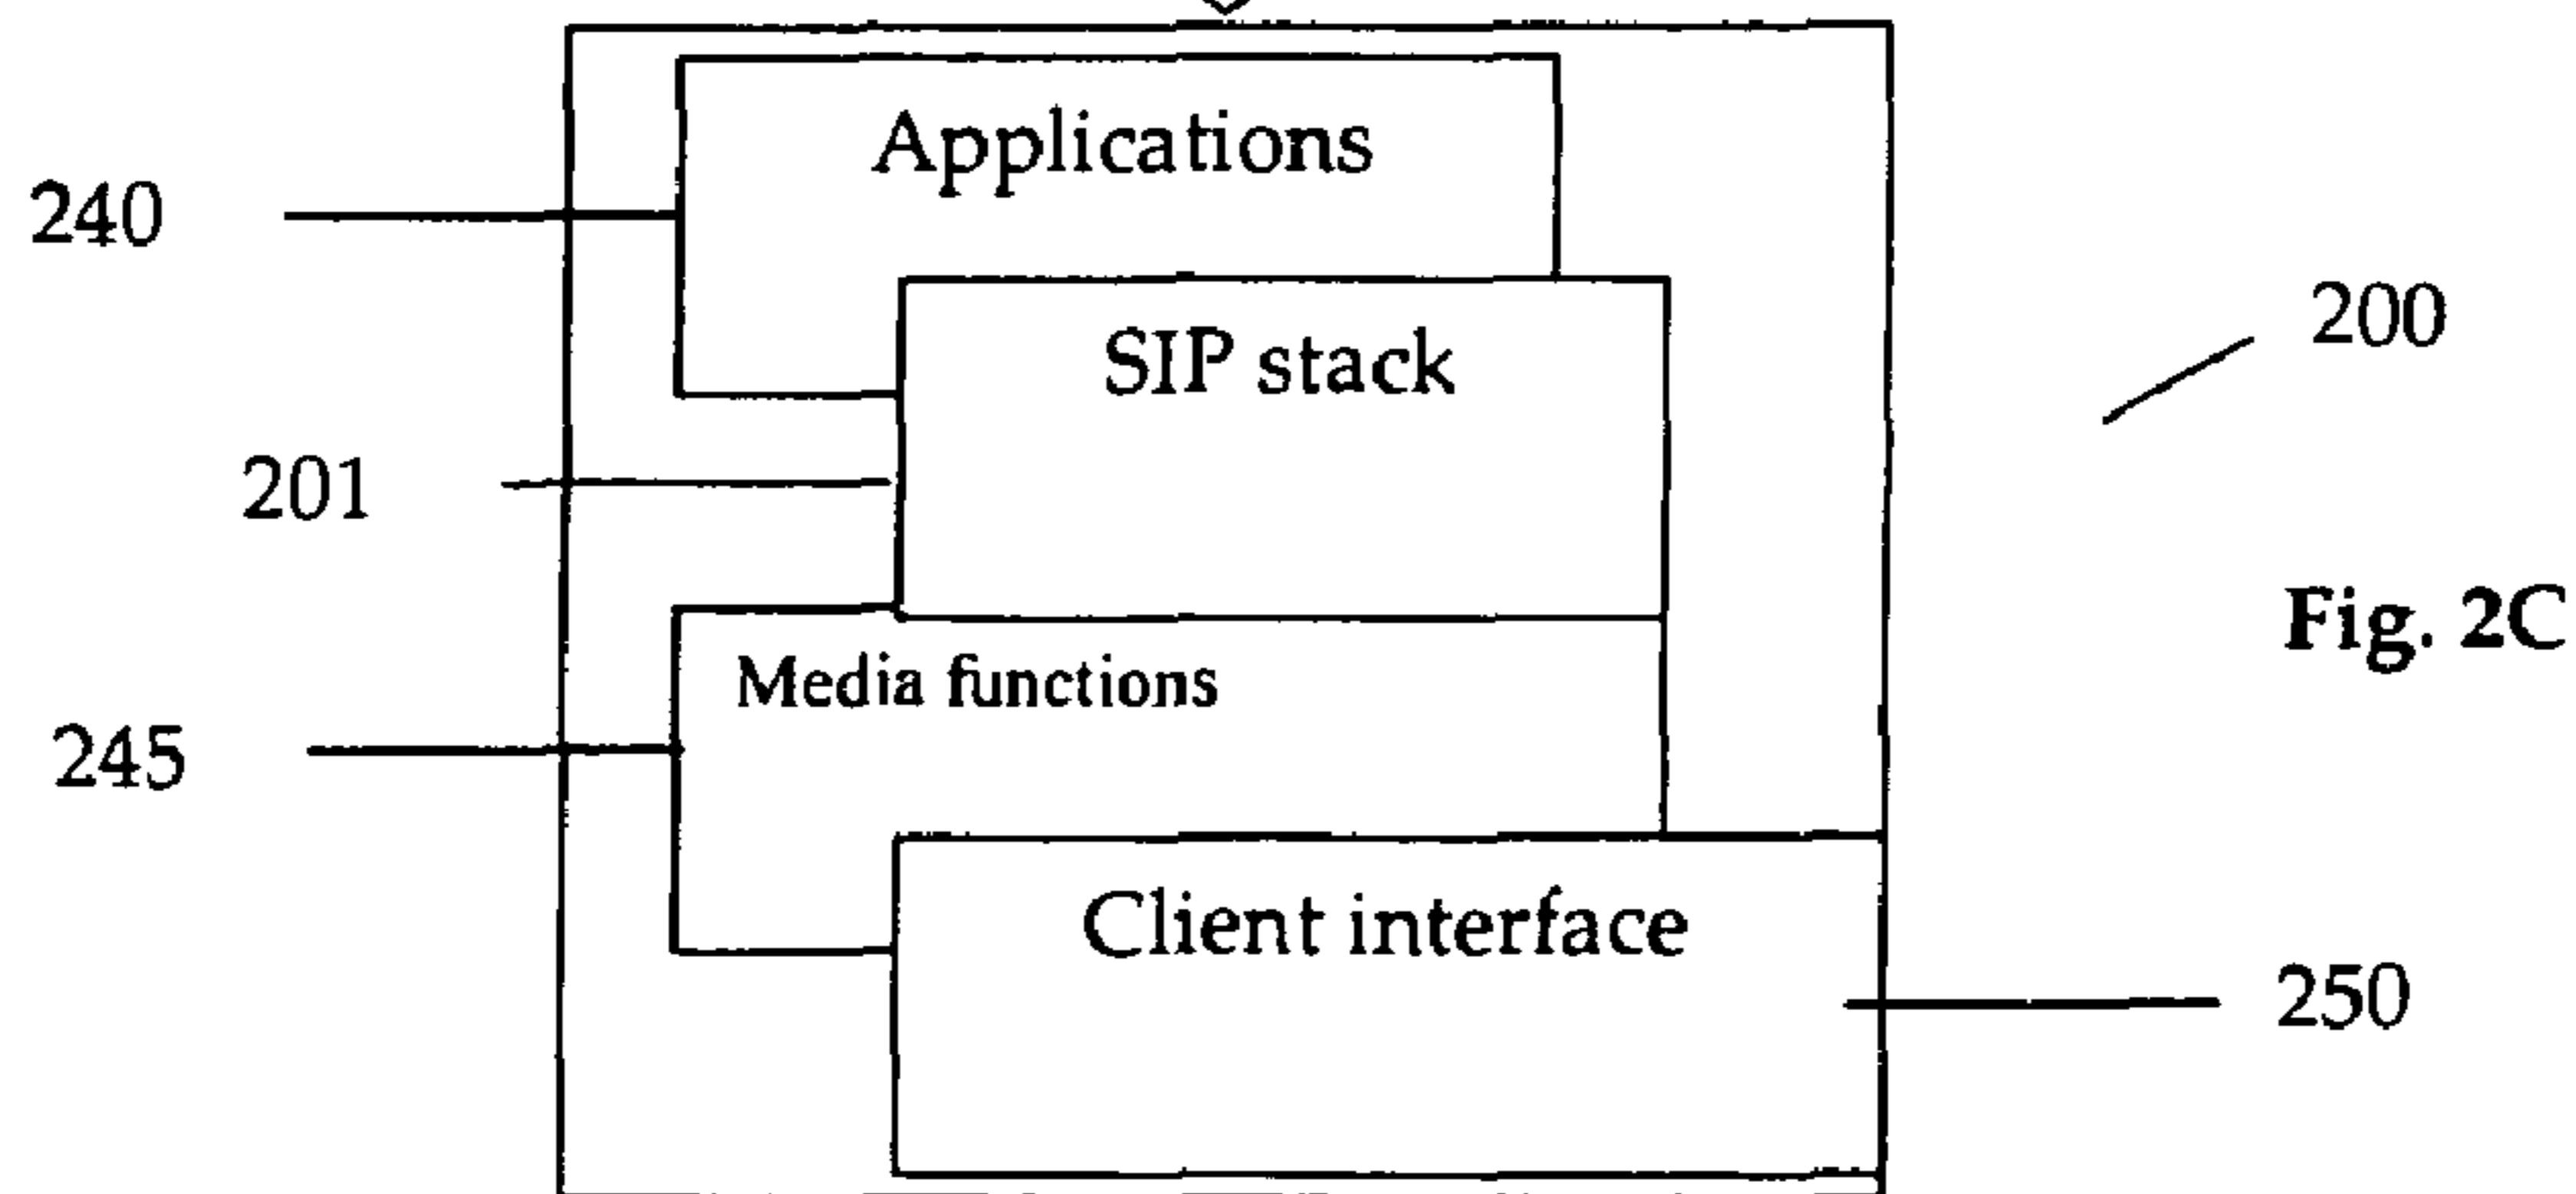 Applications
240
SIP stack
200
201
Fig. 2C
Media functions
245
Client interface
250